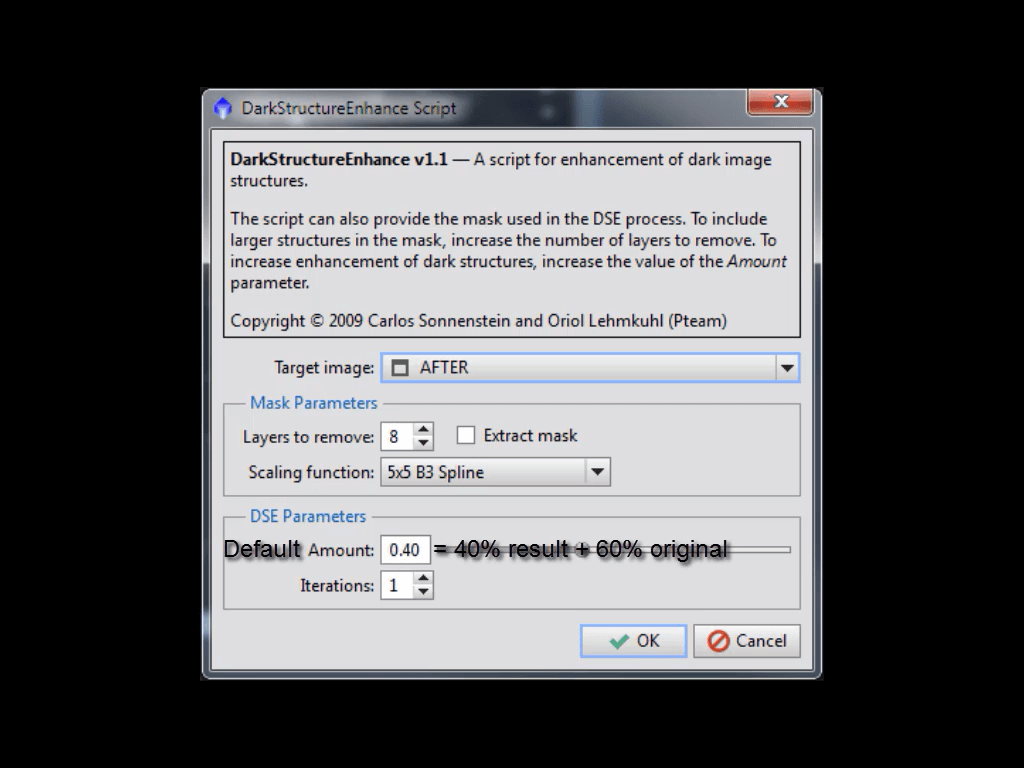 DarkStructureEnhance Script
DarkStructureEnhance v1.1 — A script for enhancement of dark image
structures.
The script can also provide the mask used in the DSE process. To include
larger structures in the mask, increase the number of layers to remove. To
increase enhancement of dark structures, increase the value of the Amount
parameter.
Copyright © 2009 Carlos Sonnenstein and Oriol Lehmkuhl (Pteam)
Target image: AFTER
Mask Parameters
Layers to remove: 8 Extract mask
Scaling function: 5x5 B3 Spline
DSE Parameters
Default Amount: 0.40 = 40% result + 60% original
Iterations: 1
OK Cancel